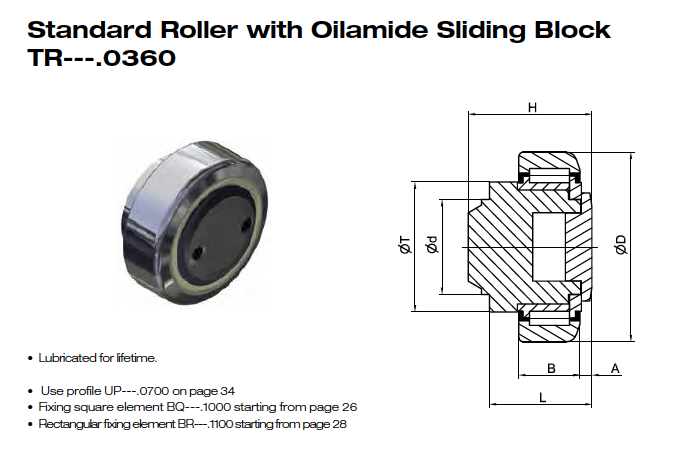 Standard Roller with Oilamide Sliding Block
TR---.0360
H
ØT
Ød
ØD
B
A
L
• Lubricated for lifetime.
• Use profile UP---.0700 on page 34
• Fixing square element BQ---.1000 starting from page 26
• Rectangular fixing element BR---.1100 starting from page 28